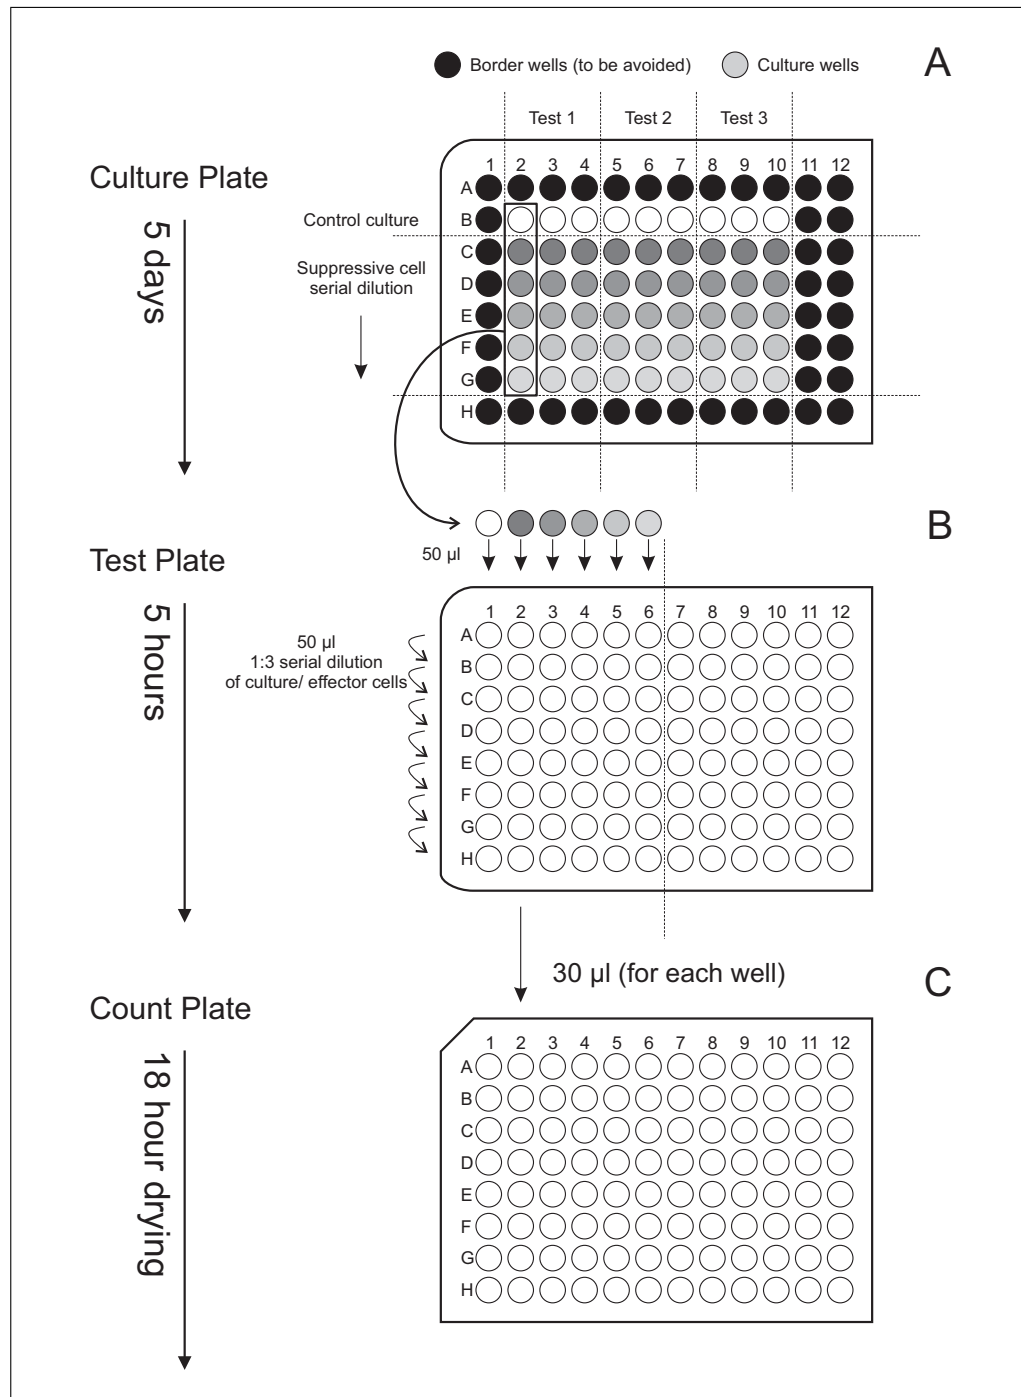 A
Border wells (to be avoided) Culture wells
Test 1 Test 2 Test 3
Culture Plate
5 days
Control culture
Suppressive cell
serial dilution
1 2 3 4 5 6 7 8 9 10 11 12
A
B
C
D
E
F
G
H
B
50 µl
Test Plate
5 hours
50 µl
1:3 serial dilution
of culture/ effector cells
1 2 3 4 5 6 7 8 9 10 11 12
A
B
C
D
E
F
G
H
30 µl (for each well)
C
Count Plate
18 hour drying
1 2 3 4 5 6 7 8 9 10 11 12
A
B
C
D
E
F
G
H